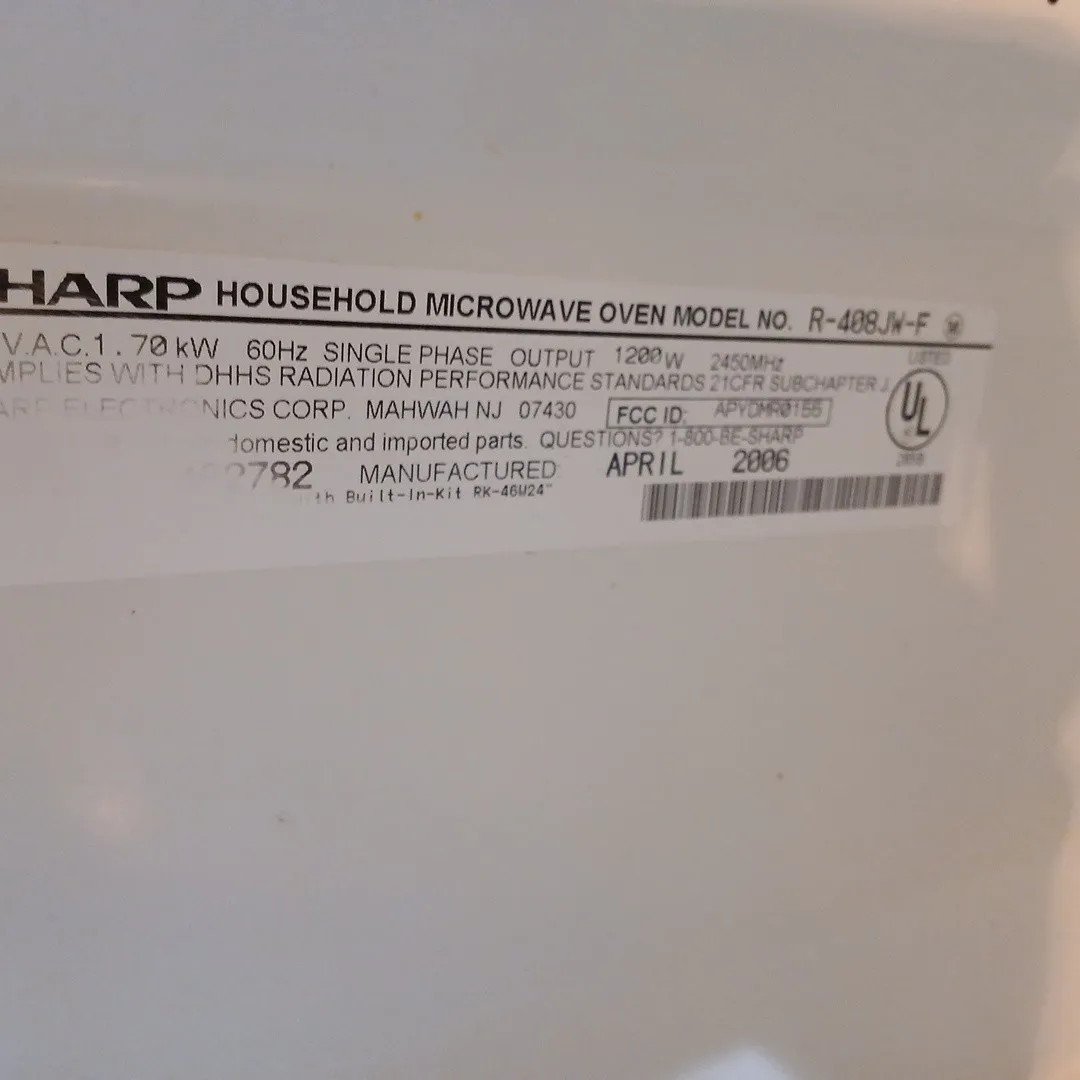 HARP HOUSEHOLD MICROWAVE OVEN MODEL NO. R-408JW-F
V.A.C.1.70 kW 60Hz SINGLE PHASE OUTPUT 1200W 2450MHz
MPLIES WITH DHHS RADIATION PERFORMANCE STANDARDS 21CFR SUBCHAPTER J
NICS CORP. MAHWAH NJ 07430 FCC ID: APYDMR0155
domestic and imported parts. QUESTIONS? 1-800-BE-SHARP
2782 MANUFACTURED APRIL 2006
th Built-In-Kit RK-46W24"
LISTED
UL